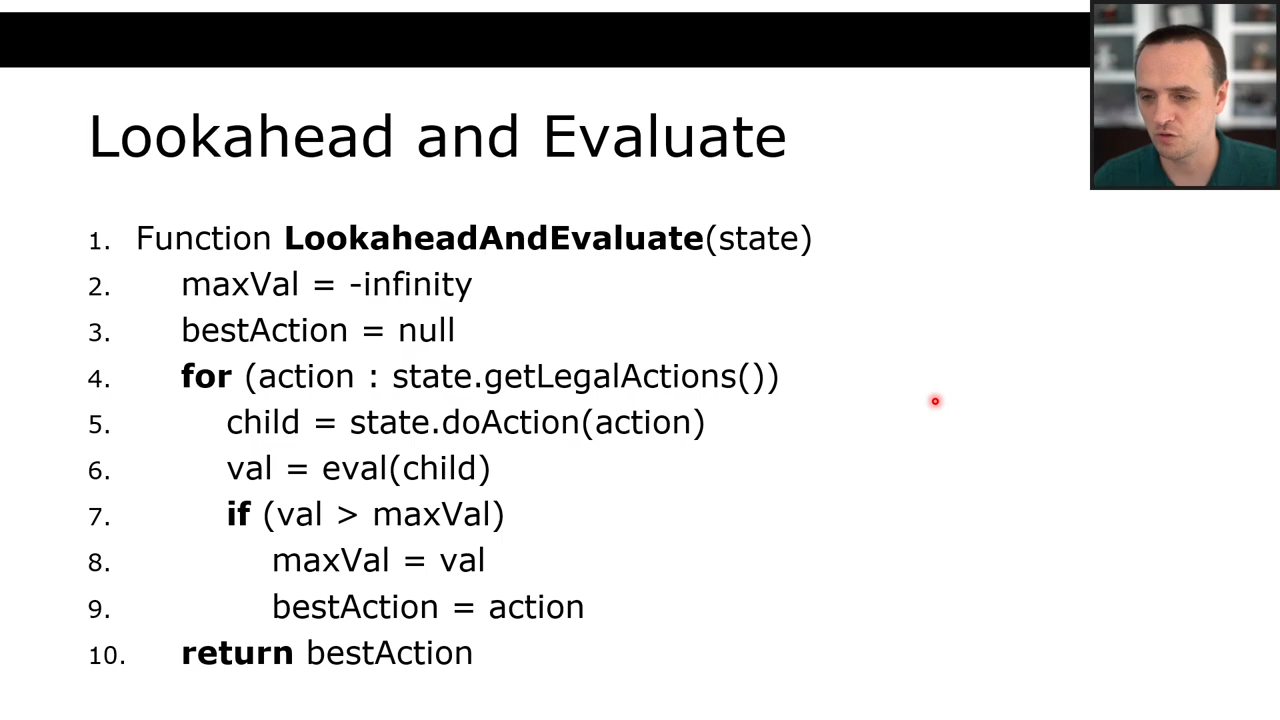 Lookahead and Evaluate
1. Function LookaheadAndEvaluate(state)
2. maxVal = -infinity
3. bestAction = null
4. for (action : state.getLegalActions())
5. child = state.doAction(action)
6. val = eval(child)
7. if (val > maxVal)
8. maxVal = val
9. bestAction = action
10. return bestAction